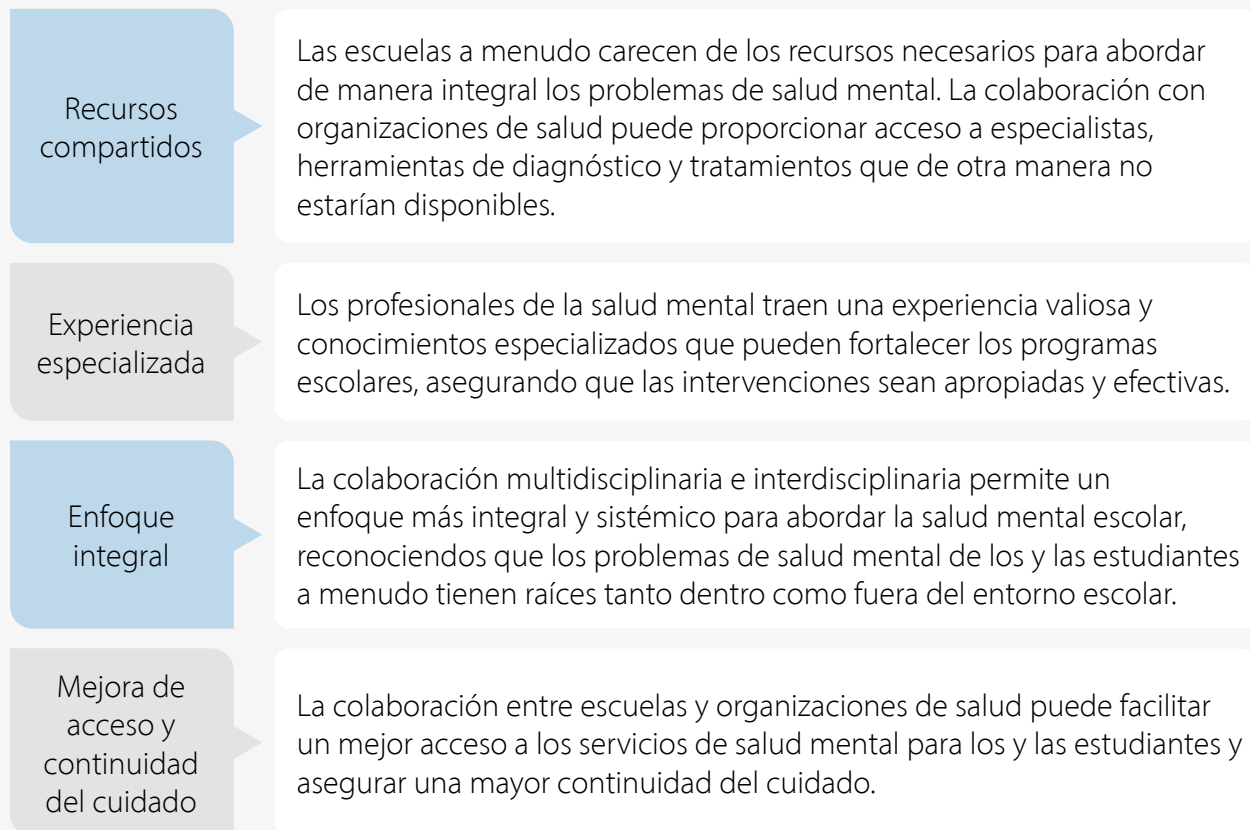 Recursos
compartidos
Las escuelas a menudo carecen de los recursos necesarios para abordar
de manera integral los problemas de salud mental. La colaboración con
organizaciones de salud puede proporcionar acceso a especialistas,
herramientas de diagnóstico y tratamientos que de otra manera no
estarían disponibles.
Experiencia
especializada
Los profesionales de la salud mental traen una experiencia valiosa y
conocimientos especializados que pueden fortalecer los programas
escolares, asegurando que las intervenciones sean apropiadas y efectivas.
Enfoque
integral
La colaboración multidisciplinaria e interdisciplinaria permite un
enfoque más integral y sistémico para abordar la salud mental escolar,
reconociendos que los problemas de salud mental de los y las estudiantes
a menudo tienen raíces tanto dentro como fuera del entorno escolar.
Mejora de
acceso y
continuidad
del cuidado
La colaboración entre escuelas y organizaciones de salud puede facilitar
un mejor acceso a los servicios de salud mental para los y las estudiantes y
asegurar una mayor continuidad del cuidado.